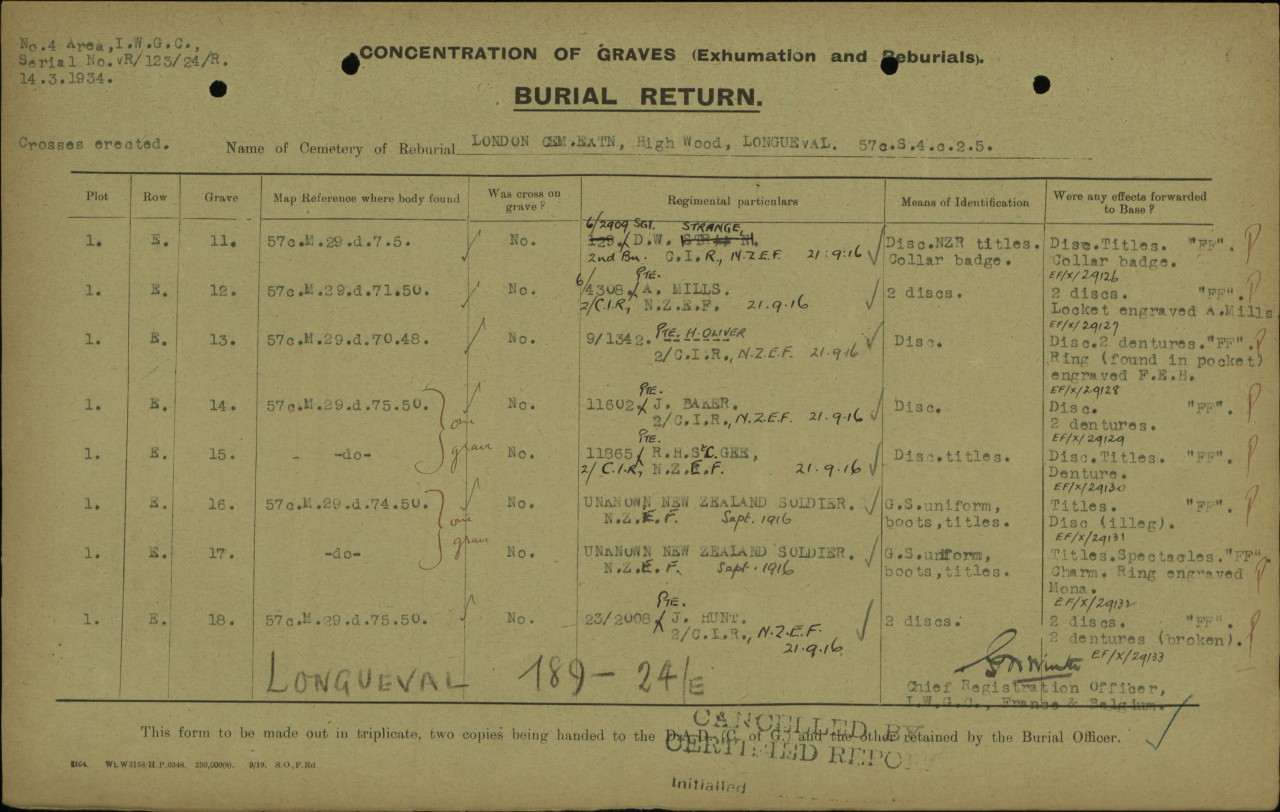 No.4 Area,I.W.G.C.,
Serial No.VR/123/24/R.
14.3.1934.
CONCENTRATION OF GRAVES (Exhumation and Reburials).
BURIAL RETURN.
Crosses erected.
Name of Cemetery of Reburial LONDON CEM.EXTN, High Wood, LONGUEVAL. 57c.S.4.c.2.5.
Plot Row Grave Map Reference where body found Was cross on grave? Regimental particulars Means of Identification Were any effects forwarded to Base?
6/2909 SGT. STRANGE,
1. E. 11. 57c.M.29.d.7.5. No. D.W. Disc.NZR titles. Disc.Titles. "FF".
2nd Bn. C.I.R., N.Z.E.F. 21.9.16 Collar badge. Collar badge.
EF/X/29126
PTE.
1. E. 12. 57c.M.29.d.71.50. No. 6/4308. A. MILLS. 2 discs. 2 discs. "FF".
2/C.I.R., N.Z.E.F. 21.9.16 Locket engraved A.Mills.
EF/X/29127
1. E. 13. 57c.M.29.d.70.48. No. 9/1342. PTE. H. OLIVER Disc. Disc.2 dentures."FF".
2/C.I.R., N.Z.E.F. 21.9.16 Ring (found in pocket)
engraved F.E.H.
EF/X/29128
PTE.
1. E. 14. 57c.M.29.d.75.50. No. 11602 J. BAKER. Disc. Disc. "FF".
2/C.I.R., N.Z.E.F. 21.9.16 2 dentures.
one grave
EF/X/29129
PTE.
1. E. 15. -do- No. 11865 R.H.St.C.GEE, Disc.titles. Disc.Titles. "FF".
2/C.I.R, N.Z.E.F. 21.9.16 Denture.
EF/X/29130
1. E. 16. 57c.M.29.d.74.50. No. UNKNOWN NEW ZEALAND SOLDIER. G.S.uniform, Titles. "FF".
N.Z.E.F. Sept. 1916 boots,titles. Disc (illeg).
one grave
EF/X/29131
1. E. 17. -do- No. UNKNOWN NEW ZEALAND SOLDIER. G.S.uniform, Titles.Spectacles."FF".
N.Z.E.F. Sept. 1916 boots,titles. Charm. Ring engraved
Mona.
EF/X/29132
PTE.
1. E. 18. 57c.M.29.d.75.50. No. 23/2008 J. HUNT. 2 discs. 2 discs. "FF".
2/C.I.R., N.Z.E.F. 2 dentures (broken).
21.9.16.
EF/X/29133
LONGUEVAL 189-24/E
Chief Registration Officer,
I.W.G.C., France & Belgium.
This form to be made out in triplicate, two copies being handed to the D.A.D. (C. of G.) and the other retained by the Burial Officer.
CANCELLED BY
CERTIFIED REPORT
Initialled
Wt.W3158/H.P.6348. 250,000(8). 9/19. S.O.,F.Rd